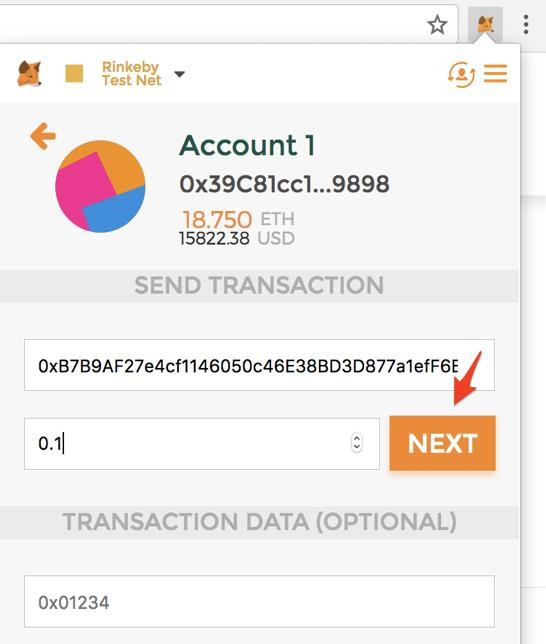 Rinkeby
Test Net
Account 1
0x39C81cc1...9898
18.750 ETH
15822.38 USD
SEND TRANSACTION
0xB7B9AF27e4cf1146050c46E38BD3D877a1efF6E
0.1
NEXT
TRANSACTION DATA (OPTIONAL)
0x01234